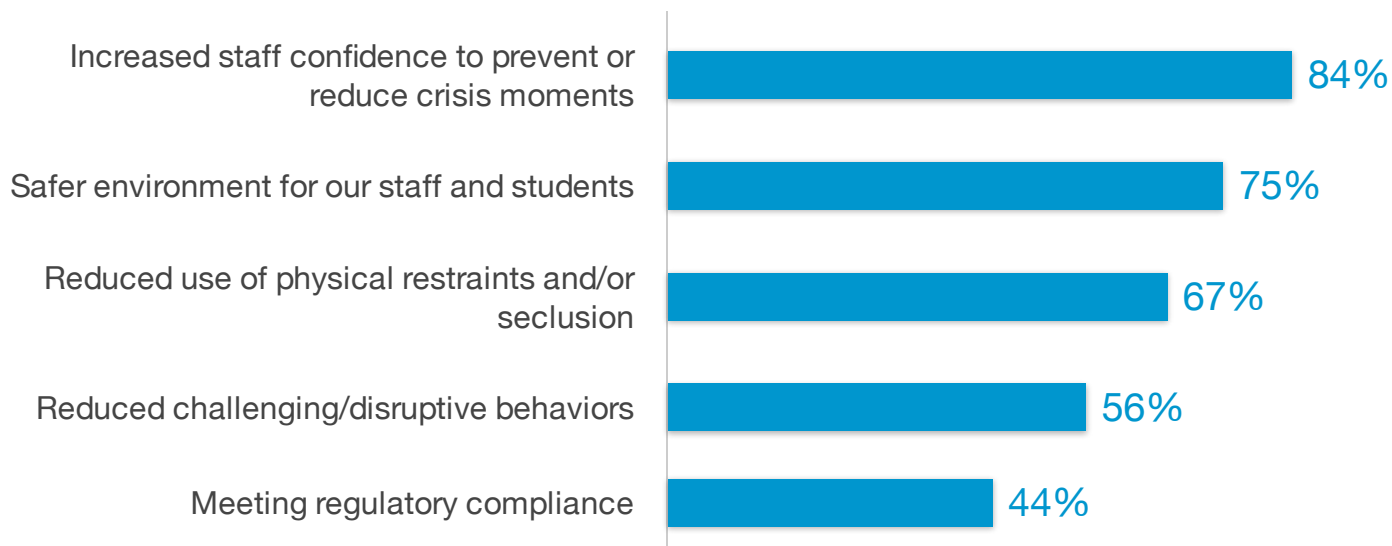 Increased staff confidence to prevent or
reduce crisis moments
84%
Safer environment for our staff and students
75%
Reduced use of physical restraints and/or
seclusion
67%
Reduced challenging/disruptive behaviors
56%
Meeting regulatory compliance
44%